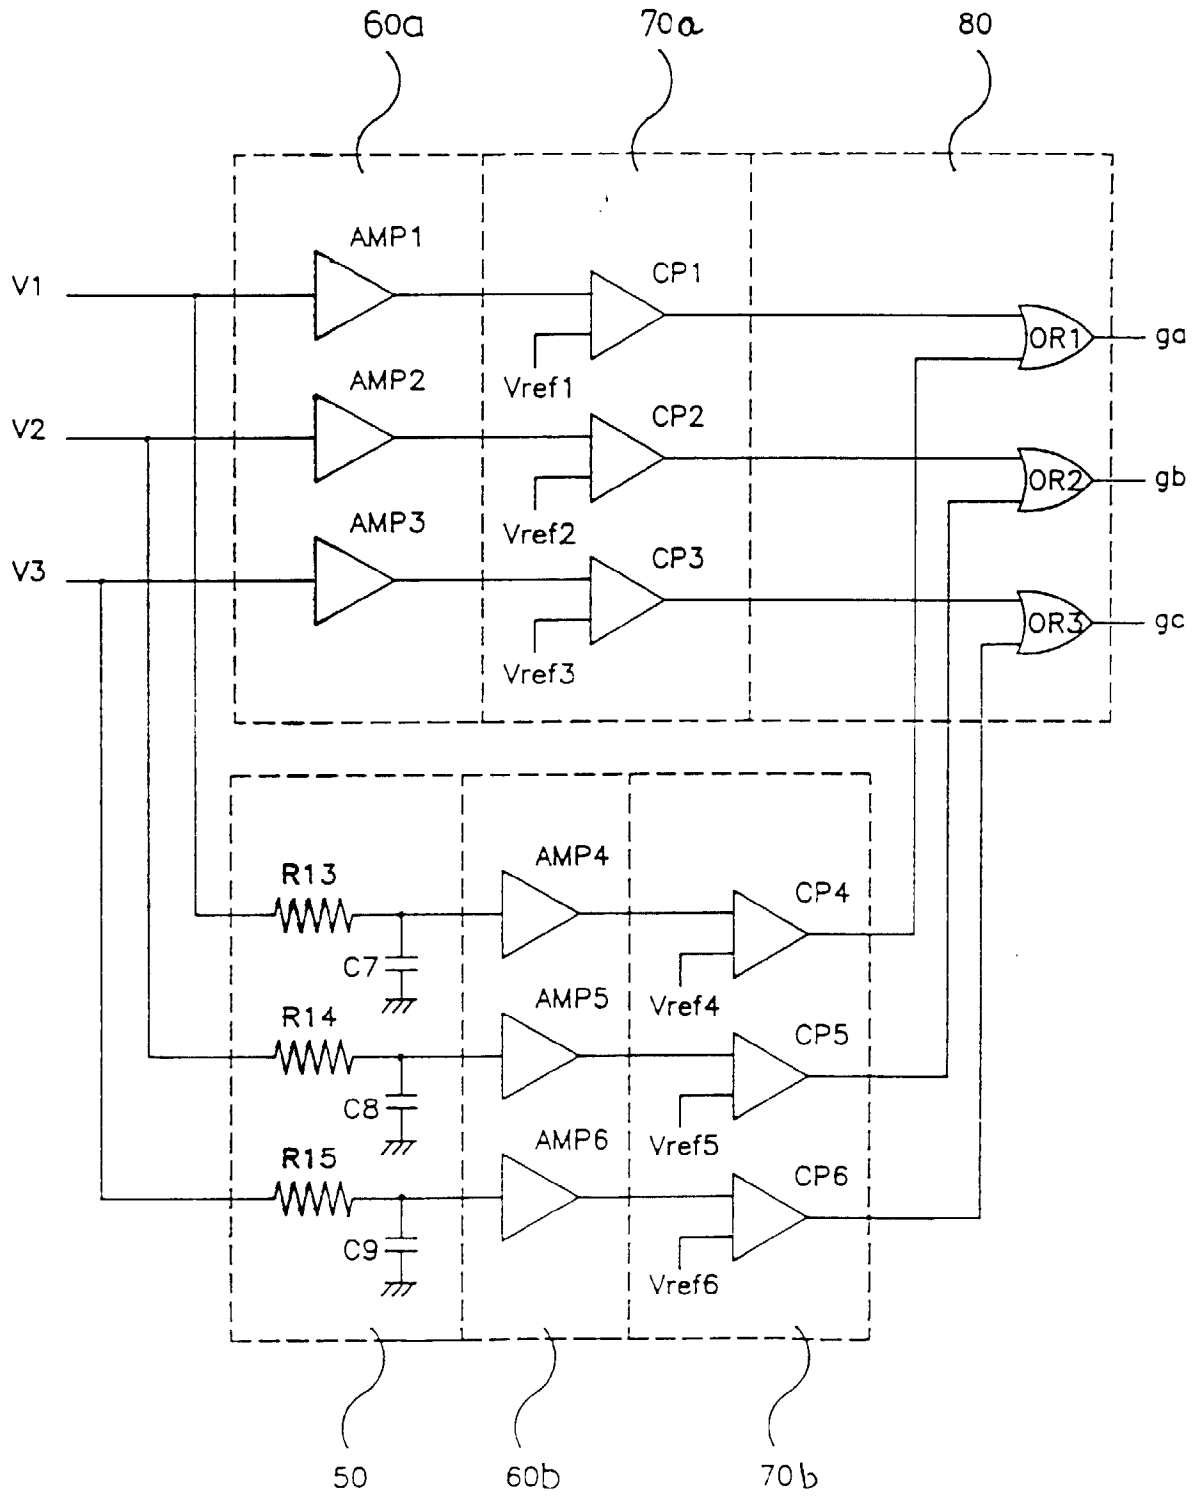 60a
70a
80
AMP1
CP1
V1
OR1
ga
Vref1
AMP2
CP2
V2
OR2
gb
Vref2
AMP3
CP3
V3
OR3
gc
Vref3
R13
AMP4
CP4
C7
Vref4
R14
AMP5
CP5
C8
Vref5
R15
AMP6
CP6
C9
Vref6
50
60b
70b